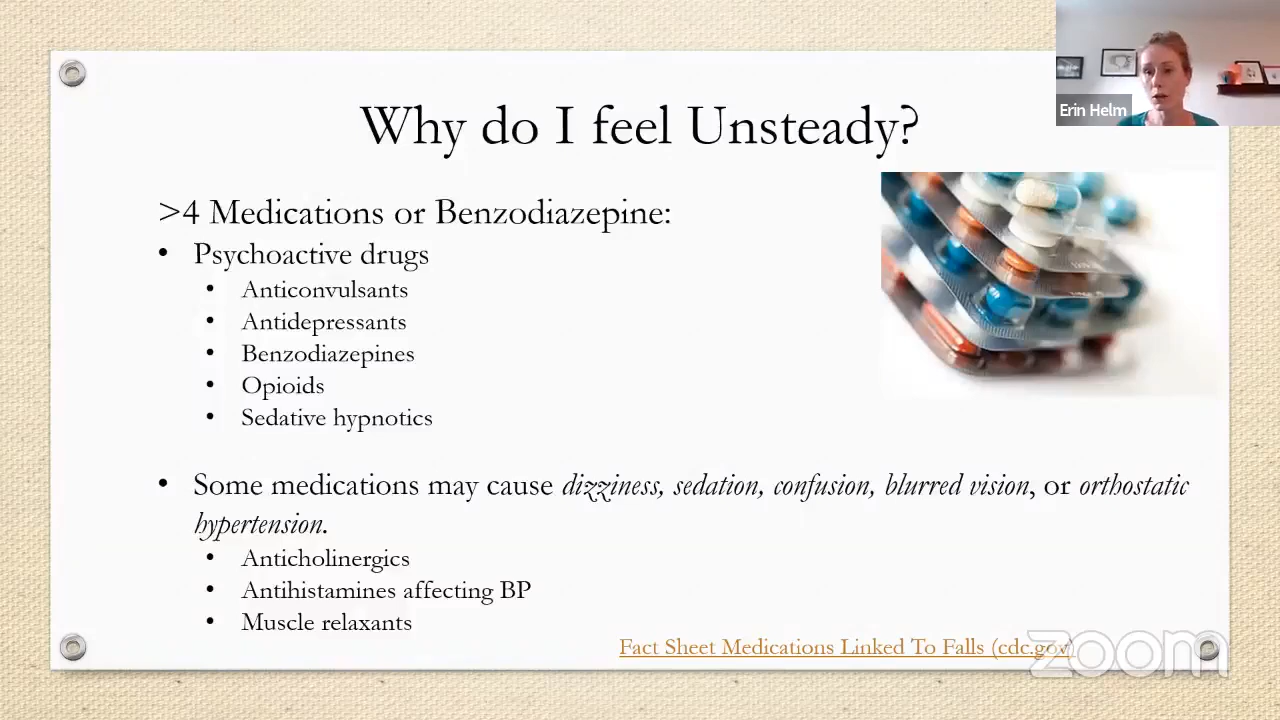 Erin Helm
Why do I feel Unsteady?
>4 Medications or Benzodiazepine:
• Psychoactive drugs
• Anticonvulsants
• Antidepressants
• Benzodiazepines
• Opioids
• Sedative hypnotics
• Some medications may cause dizziness, sedation, confusion, blurred vision, or orthostatic
hypertension.
• Anticholinergics
• Antihistamines affecting BP
• Muscle relaxants
Fact Sheet Medications Linked To Falls (cdc.gov)
zoom